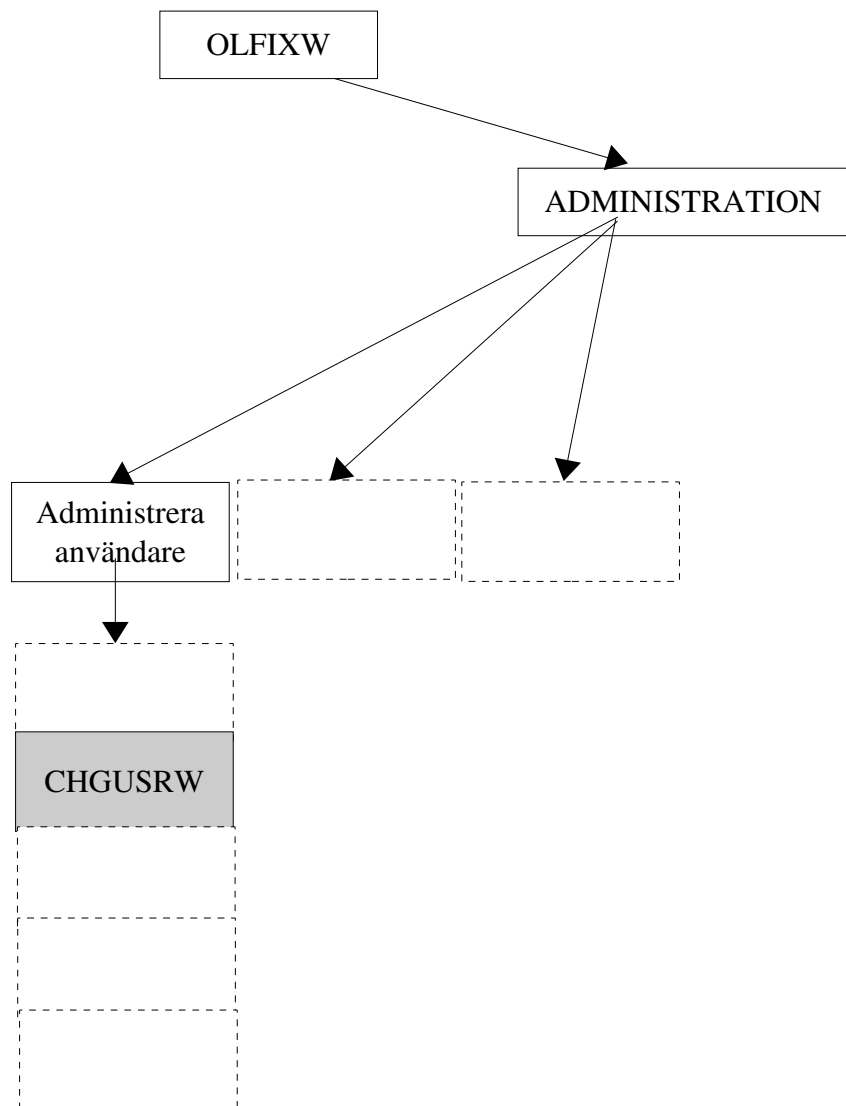 OLFIXW
ADMINISTRATION
Administrera
användare
CHGUSRW